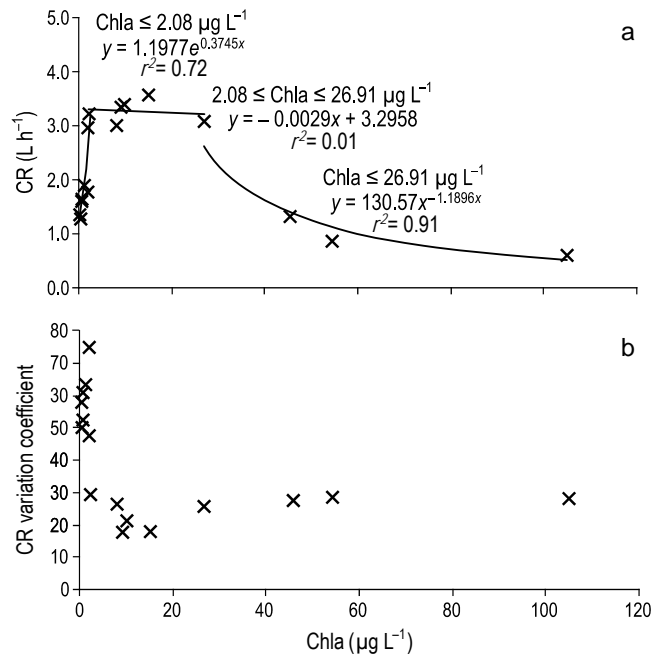 a
Chla ≤ 2.08 µg L⁻¹
y = 1.1977e^0.3745x
r² = 0.72
2.08 ≤ Chla ≤ 26.91 µg L⁻¹
y = – 0.0029x + 3.2958
r² = 0.01
Chla ≤ 26.91 µg L⁻¹
y = 130.57x^–1.1896x
r² = 0.91
CR (L h⁻¹)
5.0
4.0
3.0
2.0
1.0
0.0
b
CR variation coefficient
80
70
30
50
40
30
20
10
0
0 20 40 60 80 100 120
Chla (µg L⁻¹)